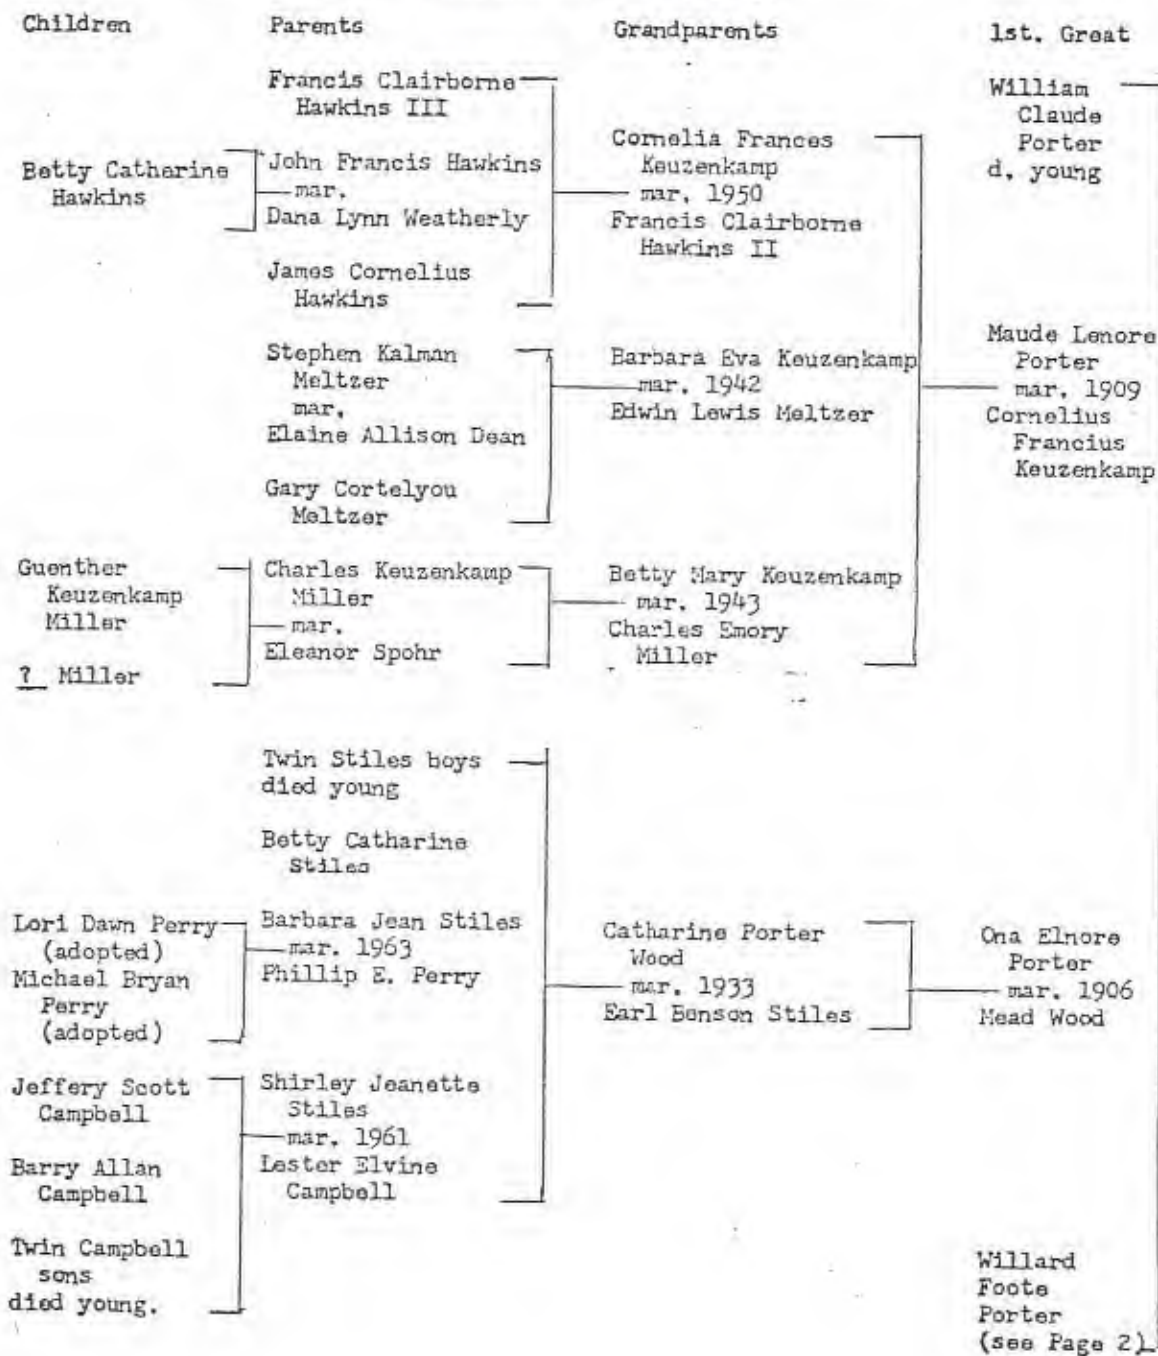 Children
Parents
Grandparents
1st. Great
Francis Clairborne
Hawkins III
Betty Catherine
Hawkins
John Francis Hawkins
mar.
Dana Lynn Weatherly
James Cornelius
Hawkins
Cornelia Frances
Keuzenkamp
mar. 1950
Francis Clairborne
Hawkins II
William
Claude
Porter
d. young
Stephen Kalman
Meltzer
mar.
Elaine Allison Dean
Gary Cortelyou
Meltzer
Barbara Eva Keuzenkamp
mar. 1942
Edwin Lewis Meltzer
Maude Lenore
Porter
mar. 1909
Cornelius
Francius
Keuzenkamp
Guenther
Keuzenkamp
Miller
? Miller
Charles Keuzenkamp
Miller
mar.
Eleanor Spohr
Betty Mary Keuzenkamp
mar. 1943
Charles Emory
Miller
Twin Stiles boys
died young
Betty Catharine
Stiles
Lori Dawn Perry
(adopted)
Michael Bryan
Perry
(adopted)
Barbara Jean Stiles
mar. 1963
Phillip E. Perry
Catharine Porter
Wood
mar. 1933
Earl Benson Stiles
Ona Elnore
Porter
mar. 1906
Mead Wood
Jeffery Scott
Campbell
Barry Allan
Campbell
Twin Campbell
sons
died young.
Shirley Jeanette
Stiles
mar. 1961
Lester Elvine
Campbell
Willard
Foote
Porter
(see Page 2)